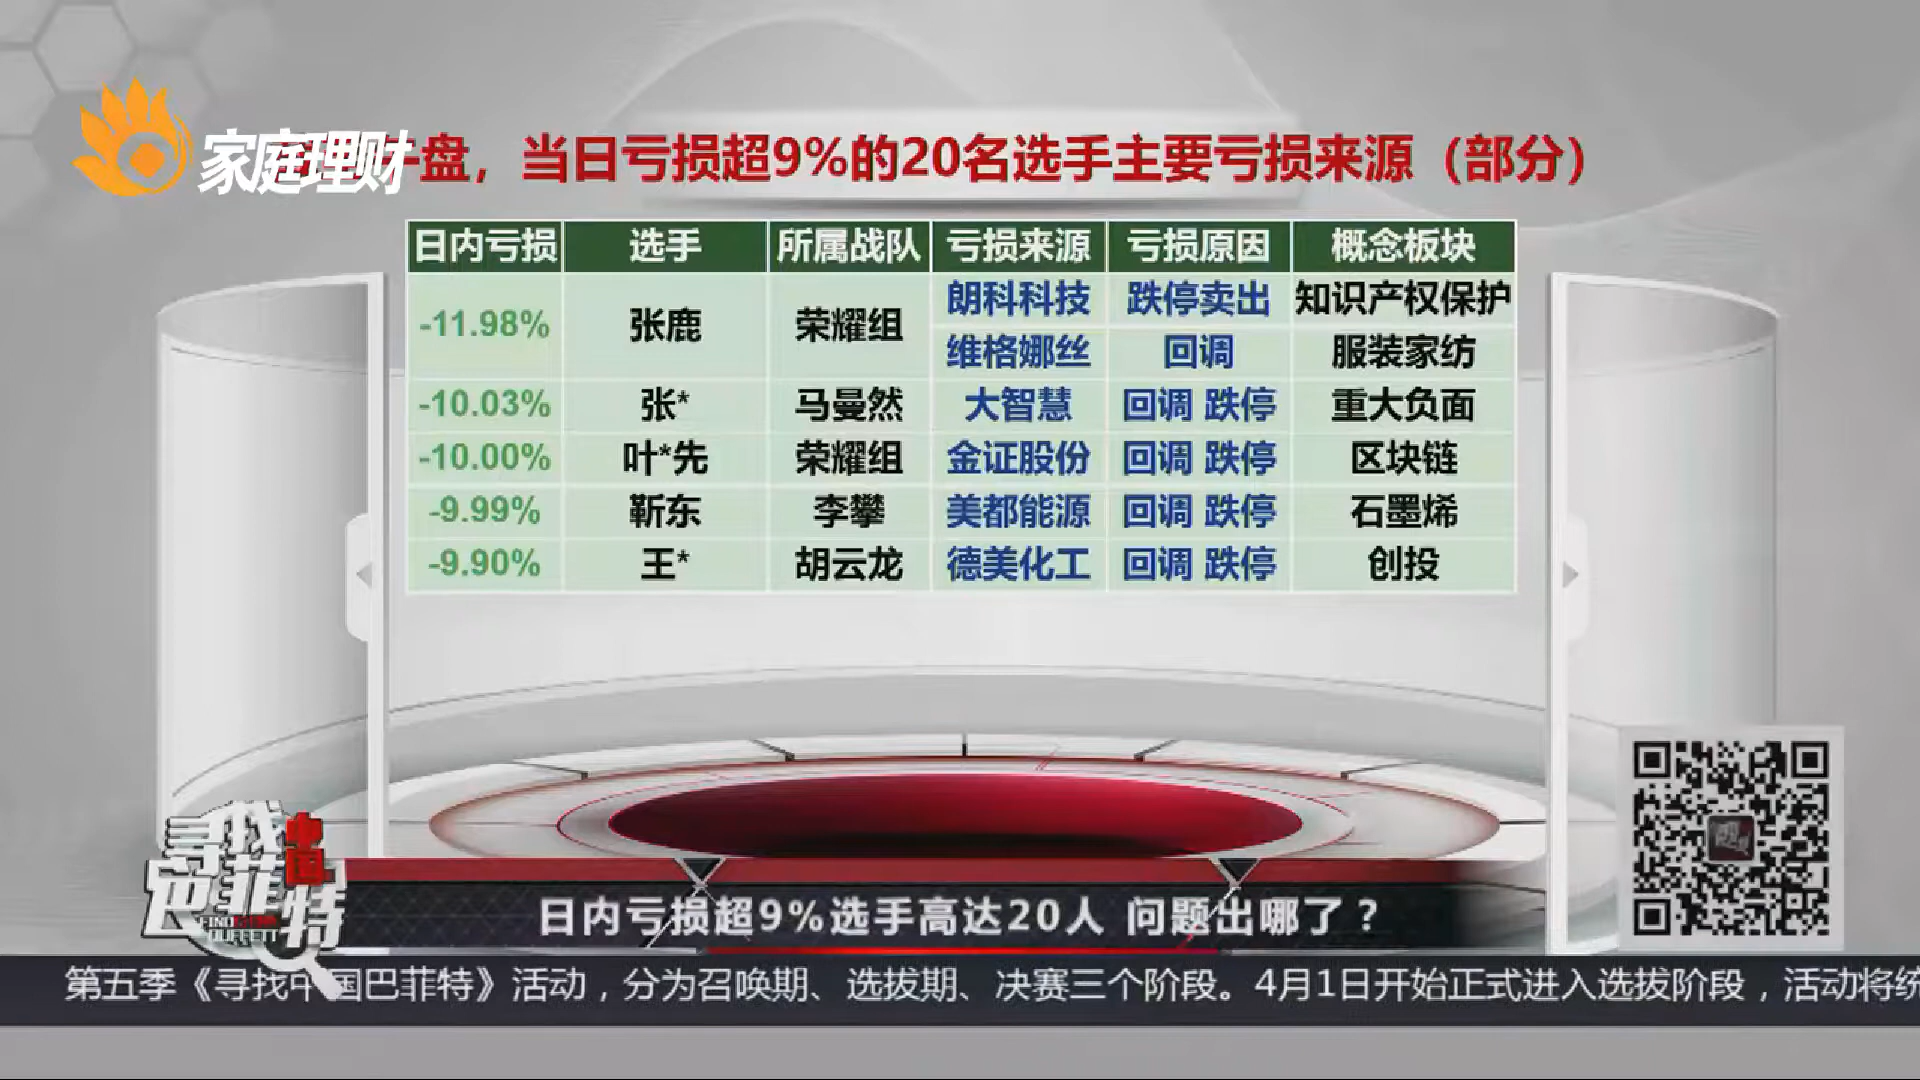 家庭理财
盘，当日亏损超9%的20名选手主要亏损来源（部分）
日内亏损 选手 所属战队 亏损来源 亏损原因 概念板块
-11.98% 张鹿 荣耀组 朗科科技 跌停卖出 知识产权保护
维格娜丝 回调 服装家纺
-10.03% 张* 马曼然 大智慧 回调 跌停 重大负面
-10.00% 叶*先 荣耀组 金证股份 回调 跌停 区块链
-9.99% 靳东 李攀 美都能源 回调 跌停 石墨烯
-9.90% 王* 胡云龙 德美化工 回调 跌停 创投
寻找中国
巴菲特
日内亏损超9%选手高达20人 问题出哪了？
第五季《寻找中国巴菲特》活动，分为召唤期、选拔期、决赛三个阶段。4月1日开始正式进入选拔阶段，活动将统